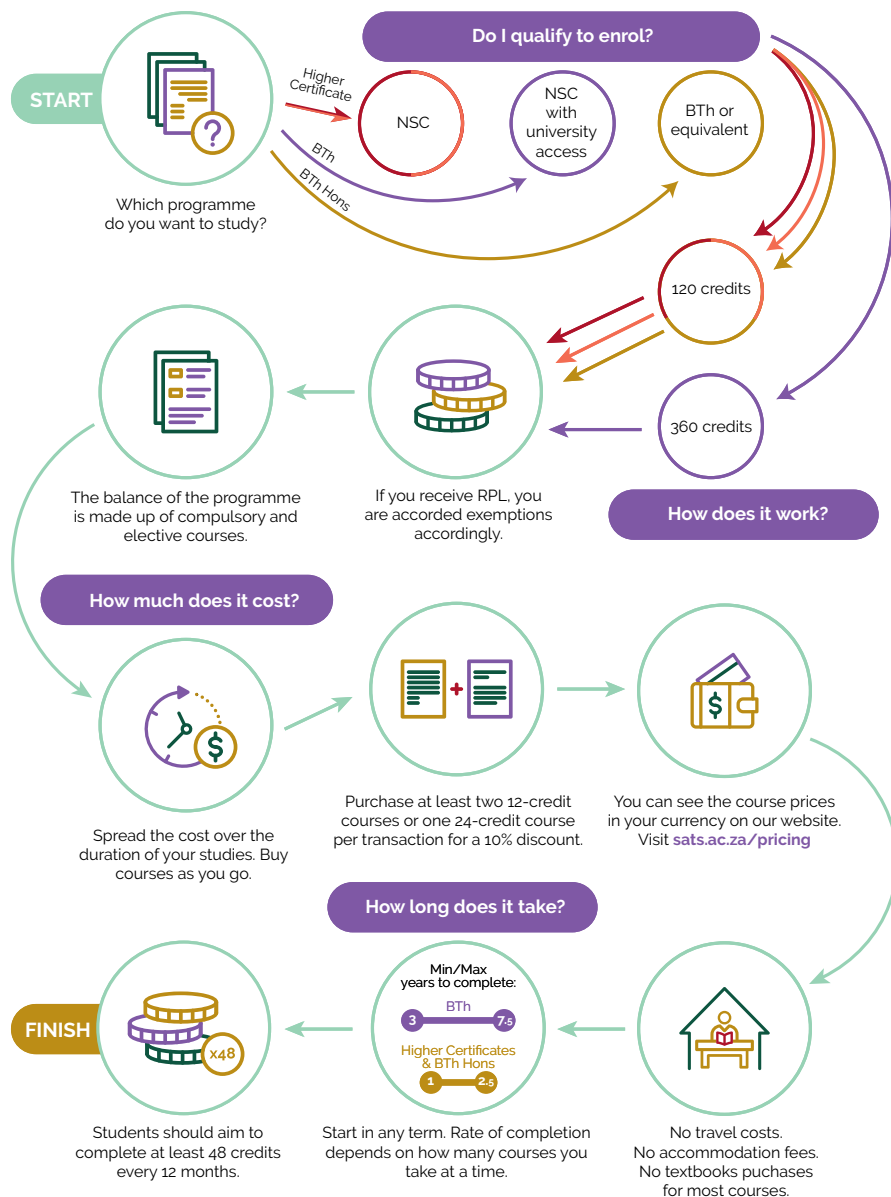 Do I qualify to enrol?
START
?
Higher
Certificate
NSC
NSC
with
university
access
BTh or
equivalent
BTh
BTh Hons
Which programme
do you want to study?
120 credits
360 credits
The balance of the programme
is made up of compulsory and
elective courses.
If you receive RPL, you
are accorded exemptions
accordingly.
How does it work?
How much does it cost?
$
+
$
Spread the cost over the
duration of your studies. Buy
courses as you go.
Purchase at least two 12-credit
courses or one 24-credit course
per transaction for a 10% discount.
You can see the course prices
in your currency on our website.
Visit sats.ac.za/pricing
How long does it take?
FINISH
x48
Min/Max
years to complete:
BTh
3 7.5
Higher Certificates
& BTh Hons
1 2.5
Students should aim to
complete at least 48 credits
every 12 months.
Start in any term. Rate of completion
depends on how many courses you
take at a time.
No travel costs.
No accommodation fees.
No textbooks puchases
for most courses.